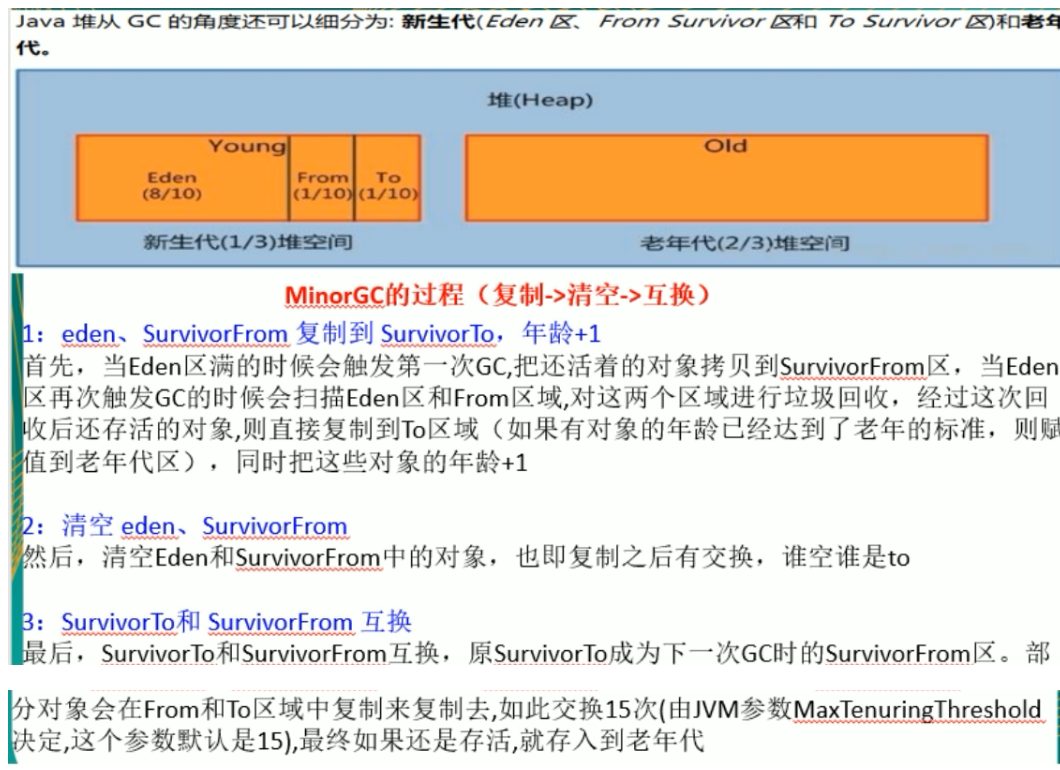 Java 堆从 GC 的角度还可以细分为: 新生代(Eden 区、From Survivor 区和 To Survivor 区)和老年
代。
堆(Heap)
Young
Old
Eden
From
To
(8/10)
(1/10)
(1/10)
新生代(1/3)堆空间
老年代(2/3)堆空间
MinorGC的过程（复制->清空->互换）
1：eden、SurvivorFrom 复制到 SurvivorTo，年龄+1
首先，当Eden区满的时候会触发第一次GC,把还活着的对象拷贝到SurvivorFrom区，当Eden
区再次触发GC的时候会扫描Eden区和From区域,对这两个区域进行垃圾回收，经过这次回
收后还存活的对象,则直接复制到To区域（如果有对象的年龄已经达到了老年的标准，则赋
值到老年代区），同时把这些对象的年龄+1
2：清空 eden、SurvivorFrom
然后，清空Eden和SurvivorFrom中的对象，也即复制之后有交换，谁空谁是to
3：SurvivorTo和 SurvivorFrom 互换
最后，SurvivorTo和SurvivorFrom互换，原SurvivorTo成为下一次GC时的SurvivorFrom区。部
分对象会在From和To区域中复制来复制去,如此交换15次(由JVM参数MaxTenuringThreshold
决定,这个参数默认是15),最终如果还是存活,就存入到老年代